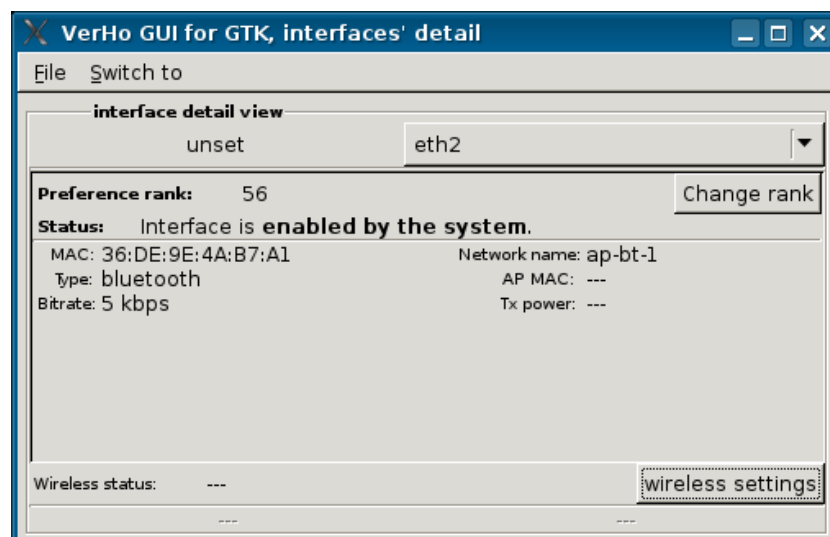 VerHo GUI for GTK, interfaces' detail
File Switch to
interface detail view
unset eth2
Preference rank: 56 Change rank
Status: Interface is enabled by the system.
MAC: 36:DE:9E:4A:B7:A1 Network name: ap-bt-1
Type: bluetooth AP MAC: ---
Bitrate: 5 kbps Tx power: ---
Wireless status: --- wireless settings
--- ---